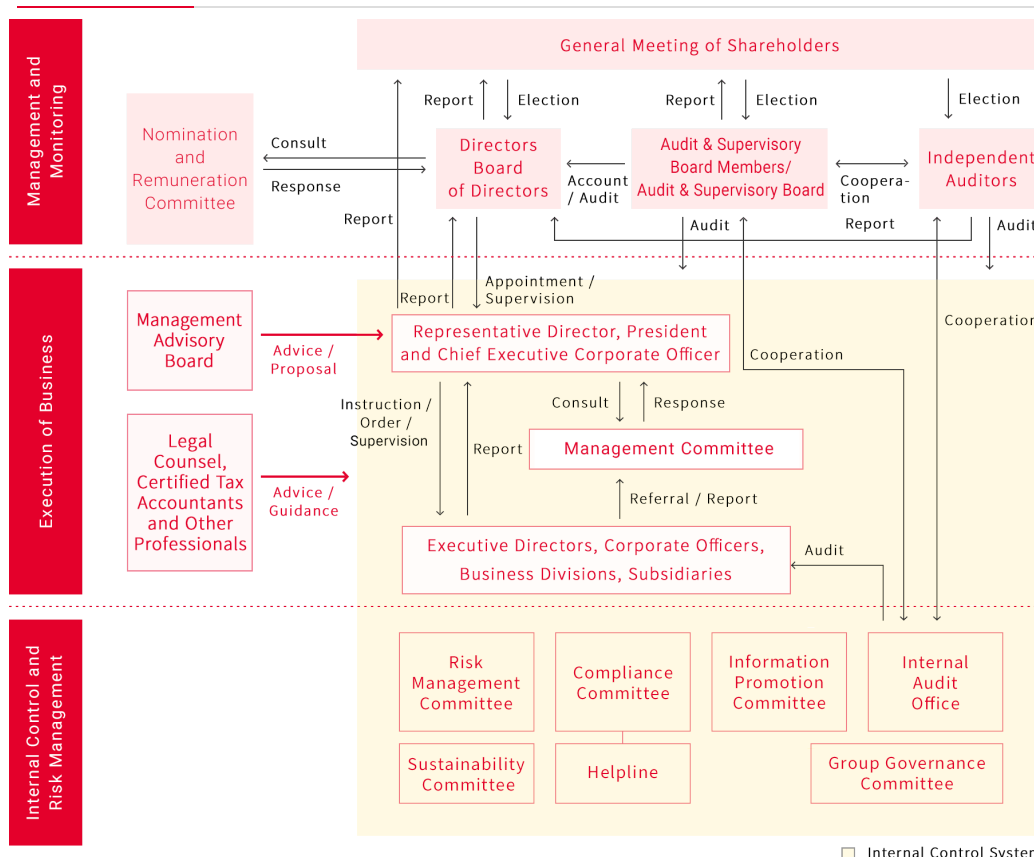 Management and
Monitoring
General Meeting of Shareholders
Report
Election
Report
Election
Election
Nomination
and
Remuneration
Committee
Consult
Response
Directors
Board
of Directors
Account
/ Audit
Audit & Supervisory
Board Members/
Audit & Supervisory Board
Coopera-
tion
Independent
Auditors
Report
Audit
Report
Audit
Execution of Business
Report
Appointment /
Supervision
Management
Advisory
Board
Advice /
Proposal
Representative Director, President
and Chief Executive Corporate Officer
Cooperation
Cooperation
Instruction /
Order /
Supervision
Report
Consult
Response
Management Committee
Legal
Counsel,
Certified Tax
Accountants
and Other
Professionals
Advice /
Guidance
Referral / Report
Executive Directors, Corporate Officers,
Business Divisions, Subsidiaries
Audit
Internal Control and
Risk Management
Risk
Management
Committee
Compliance
Committee
Information
Promotion
Committee
Internal
Audit
Office
Sustainability
Committee
Helpline
Group Governance
Committee
Internal Control System